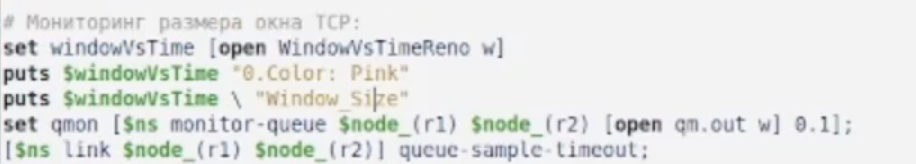 # Мониторинг размера окна TCP:
set windowVsTime [open WindowVsTimeReno w]
puts $windowVsTime "0.Color: Pink"
puts $windowVsTime \ "Window_Size"
set qmon [$ns monitor-queue $node_(r1) $node_(r2) [open qm.out w] 0.1];
[$ns link $node_(r1) $node_(r2)] queue-sample-timeout;